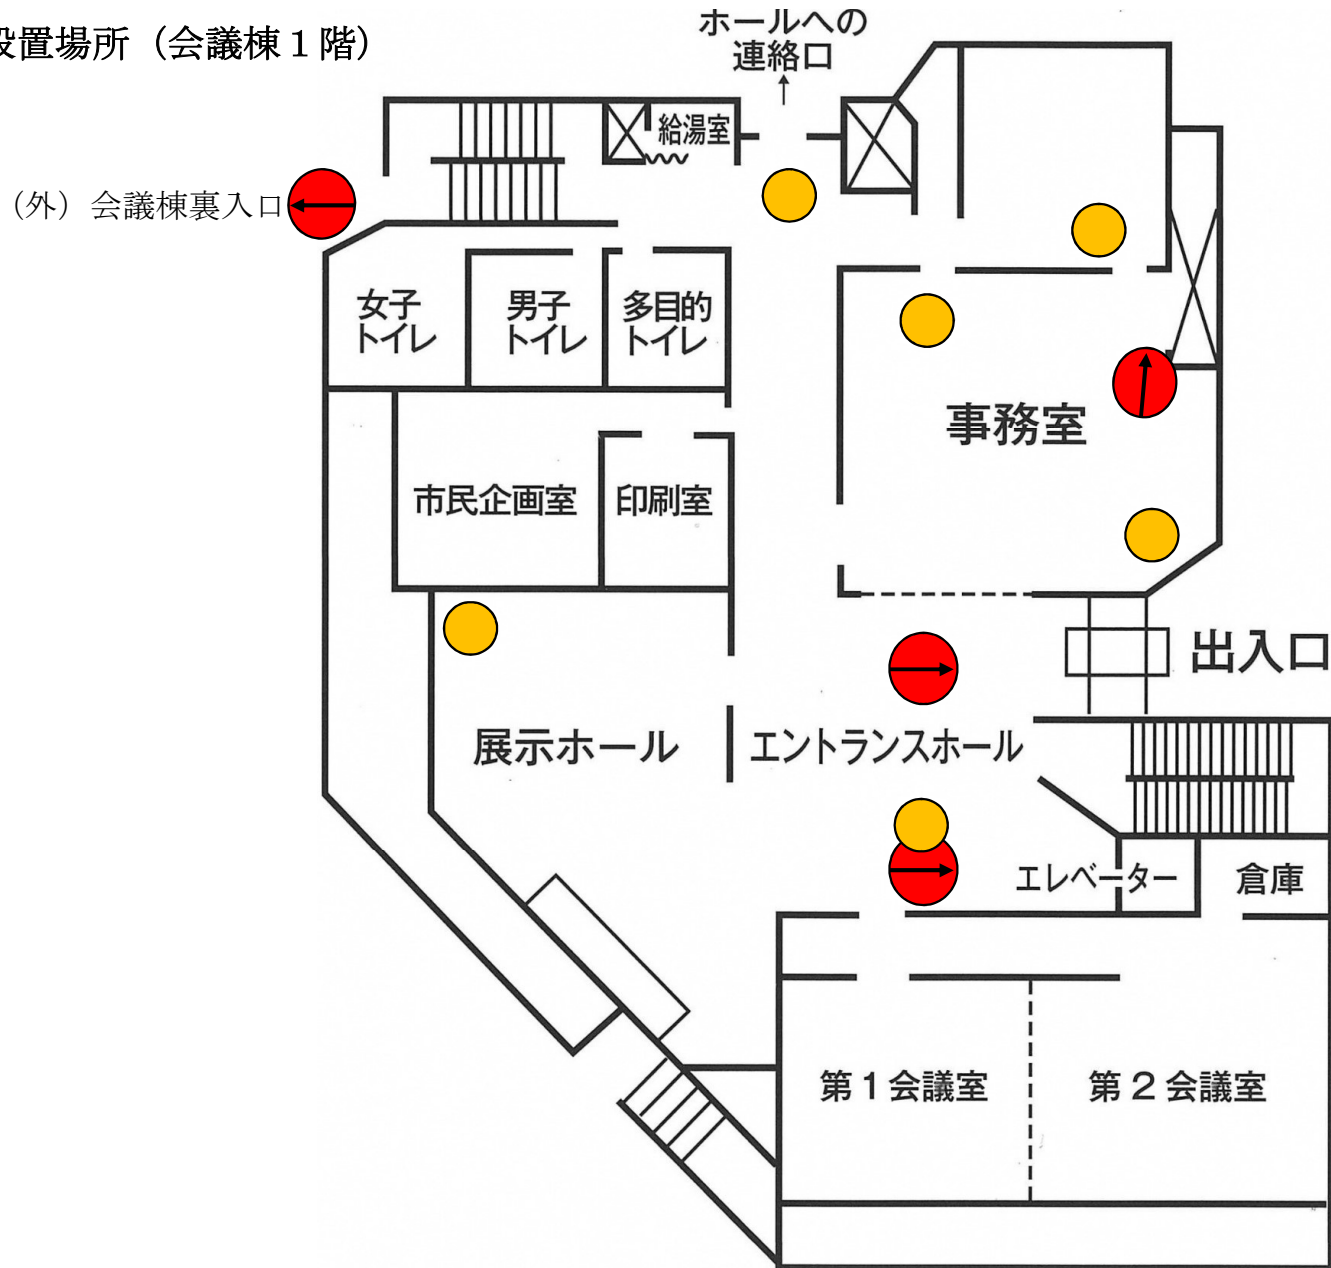 設置場所（会議棟１階）
ホールへの
連絡口
↑
給湯室
（外）会議棟裏入口
女子
トイレ
男子
トイレ
多目的
トイレ
事務室
市民企画室
印刷室
出入口
展示ホール
エントランスホール
エレベーター
倉庫
第１会議室
第２会議室